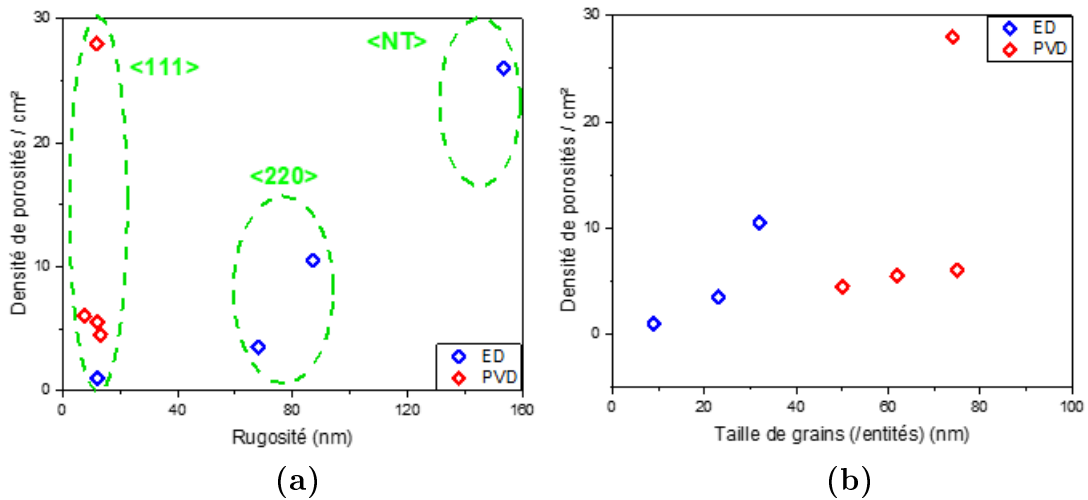 30
20
10
0
Densité de porosités / cm²
0
40
80
120
160
Rugosité (nm)
<111>
<220>
<NT>
ED
PVD
(a)
30
20
10
0
Densité de porosités / cm²
0
20
40
60
80
100
Taille de grains (/entités) (nm)
ED
PVD
(b)